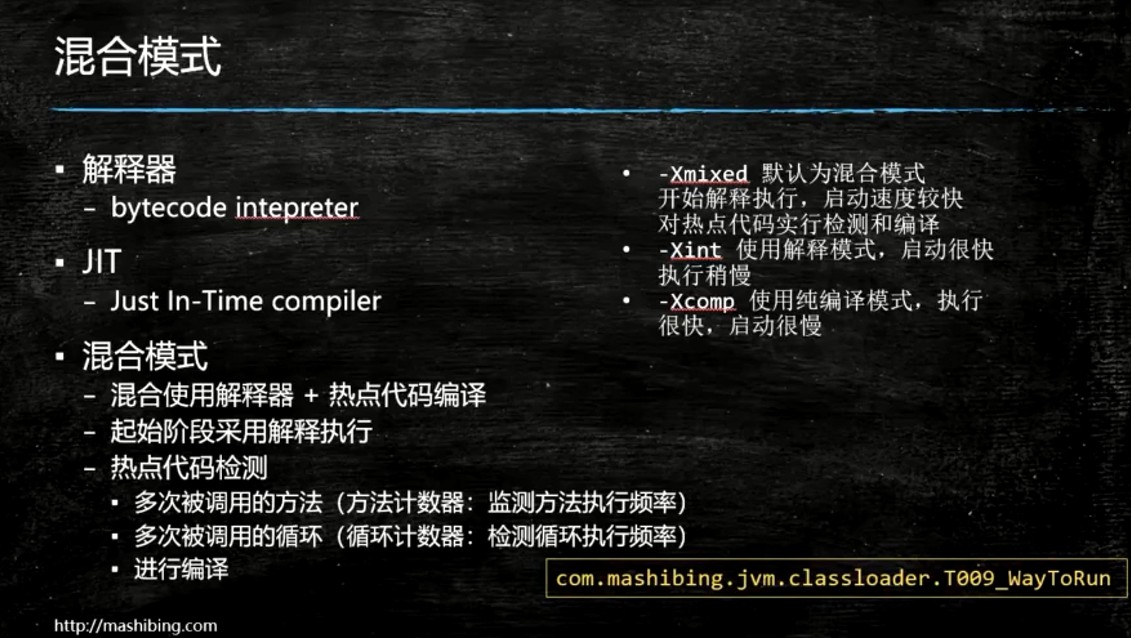 混合模式
▪ 解释器
– bytecode intepreter
▪ JIT
– Just In-Time compiler
▪ 混合模式
– 混合使用解释器 + 热点代码编译
– 起始阶段采用解释执行
– 热点代码检测
▪ 多次被调用的方法（方法计数器：监测方法执行频率）
▪ 多次被调用的循环（循环计数器：检测循环执行频率）
▪ 进行编译
• -Xmixed 默认为混合模式
开始解释执行，启动速度较快
对热点代码实行检测和编译
• -Xint 使用解释模式，启动很快
执行稍慢
• -Xcomp 使用纯编译模式，执行
很快，启动很慢
com.mashibing.jvm.classloader.T009_WayToRun
http://mashibing.com